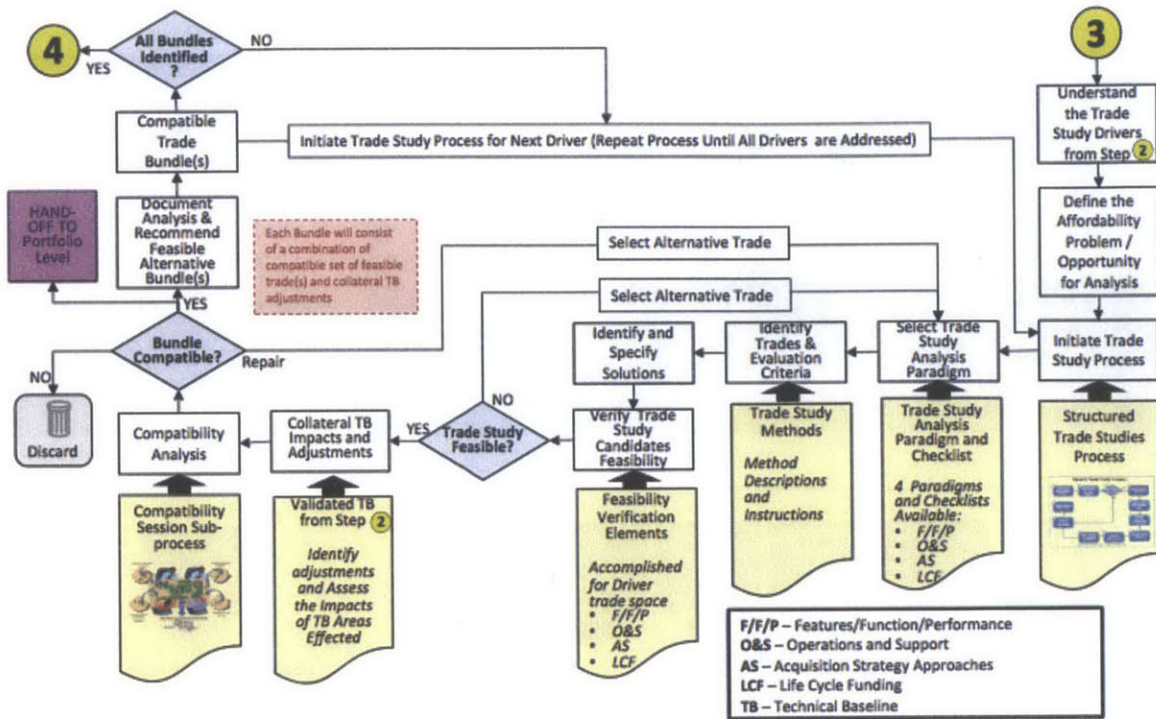 4
All Bundles
Identified
?
NO
YES
3
Understand
the Trade
Study Drivers
from Step 2
Compatible
Trade
Bundle(s)
Initiate Trade Study Process for Next Driver (Repeat Process Until All Drivers are Addressed)
HAND-
OFF TO
Portfolio
Level
Document
Analysis &
Recommend
Feasible
Alternative
Bundle(s)
Each Bundle will consist
of a combination of
compatible set of feasible
trade(s) and collateral TB
adjustments
Select Alternative Trade
Define the
Affordability
Problem /
Opportunity
for Analysis
YES
Select Alternative Trade
Bundle
Compatible?
Repair
NO
Identify and
Specify
Solutions
Identify
Trades &
Evaluation
Criteria
Select Trade
Study
Analysis
Paradigm
Initiate Trade
Study Process
Discard
Compatibility
Analysis
Collateral TB
Impacts and
Adjustments
YES
NO
Trade Study
Feasible?
Verify Trade
Study
Candidates
Feasibility
Trade Study
Methods
Method
Descriptions
and
Instructions
Trade Study
Analysis
Paradigm and
Checklist
4 Paradigms
and Checklists
Available:
• F/F/P
• O&S
• AS
• LCF
Structured
Trade Studies
Process
Compatibility
Session Sub-
process
Validated TB
from Step 2
Identify
adjustments
and Assess
the Impacts
of TB Areas
Effected
Feasibility
Verification
Elements
Accomplished
for Driver
trade space
• F/F/P
• O&S
• AS
• LCF
F/F/P – Features/Function/Performance
O&S – Operations and Support
AS – Acquisition Strategy Approaches
LCF – Life Cycle Funding
TB – Technical Baseline